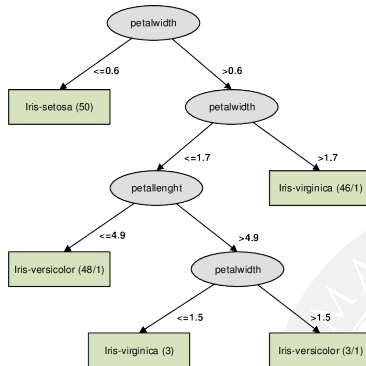 petalwidth
<=0.6
>0.6
Iris-setosa (50)
petalwidth
<=1.7
>1.7
petallenght
Iris-virginica (46/1)
<=4.9
>4.9
Iris-versicolor (48/1)
petalwidth
<=1.5
>1.5
Iris-virginica (3)
Iris-versicolor (3/1)